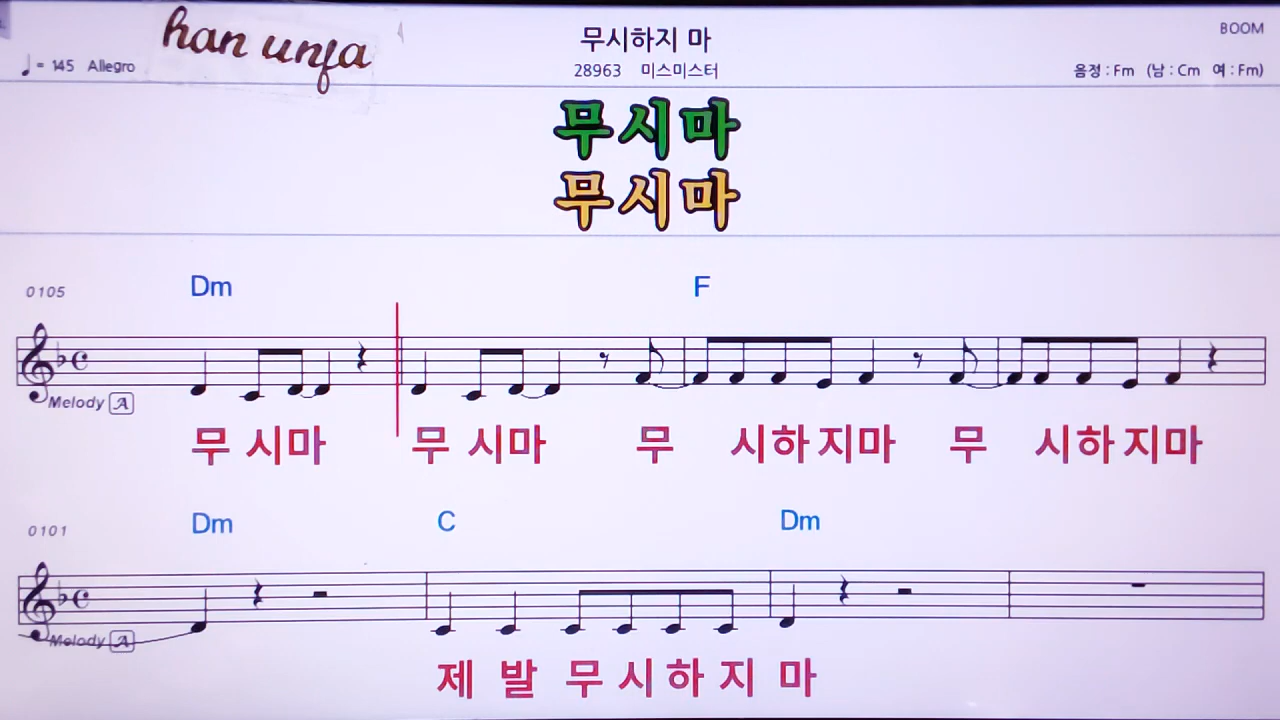 han unfa
무시하지 마
BOOM
♩= 145 Allegro
28963 미스미스터
음정 : Fm (남 : Cm 여 : Fm)
무시마
무시마
0105 Dm F
Melody A
무 시마 무 시마 무 시하 지마 무 시하 지마
0101 Dm C Dm
Melody A
제 발 무 시 하 지 마